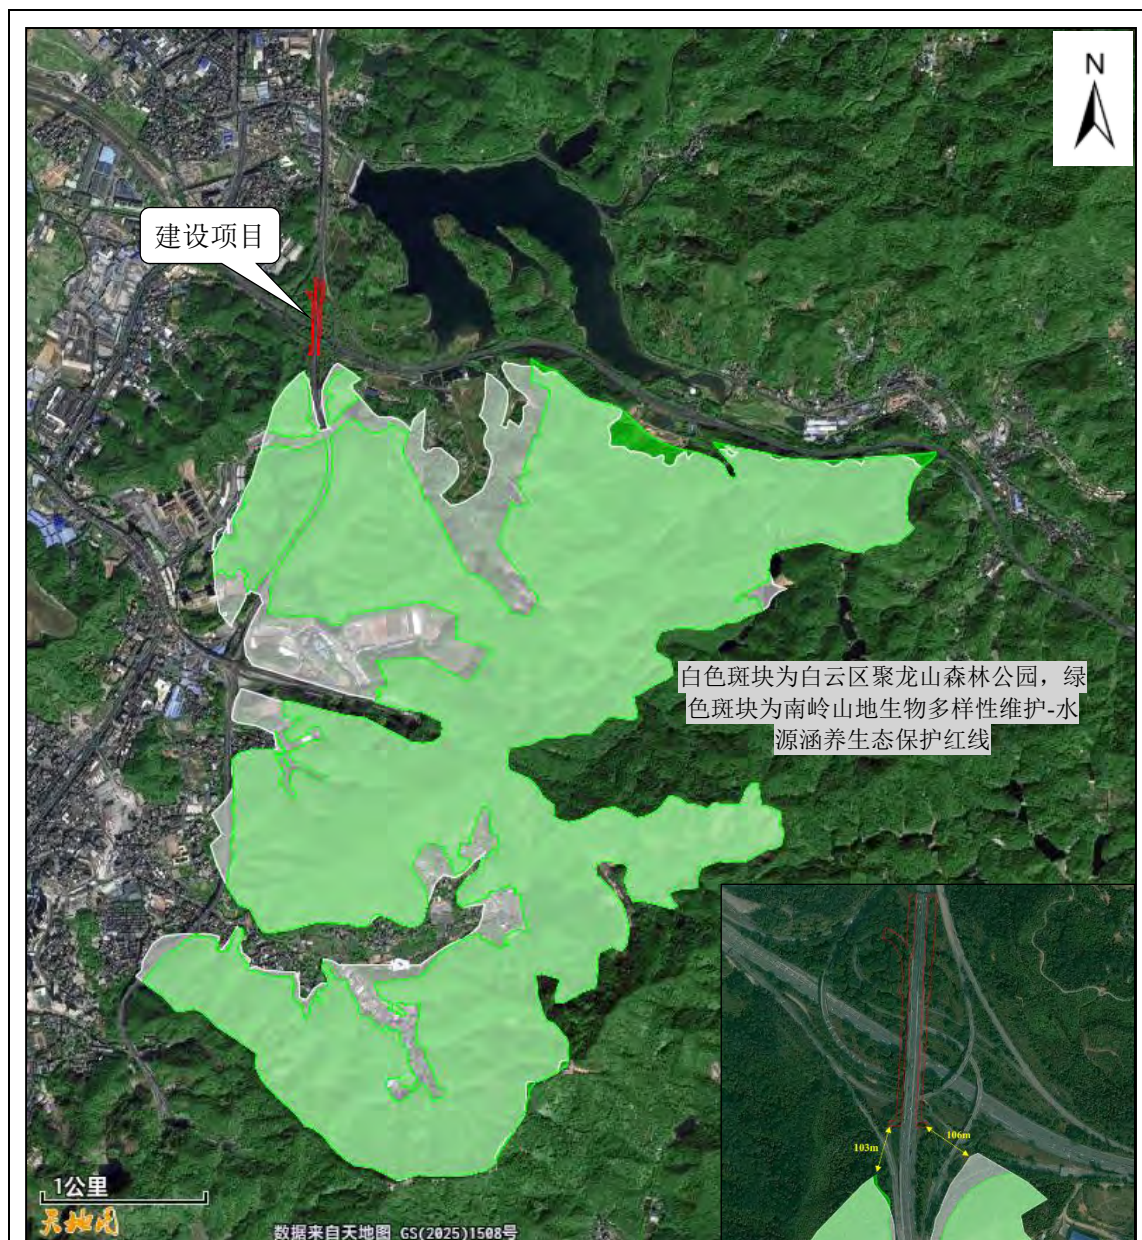 N
建设项目
白色斑块为白云区聚龙山森林公园，绿
色斑块为南岭山地生物多样性维护-水
源涵养生态保护红线
103m
106m
1公里
天地图
数据来自天地图 GS(2025)1508号